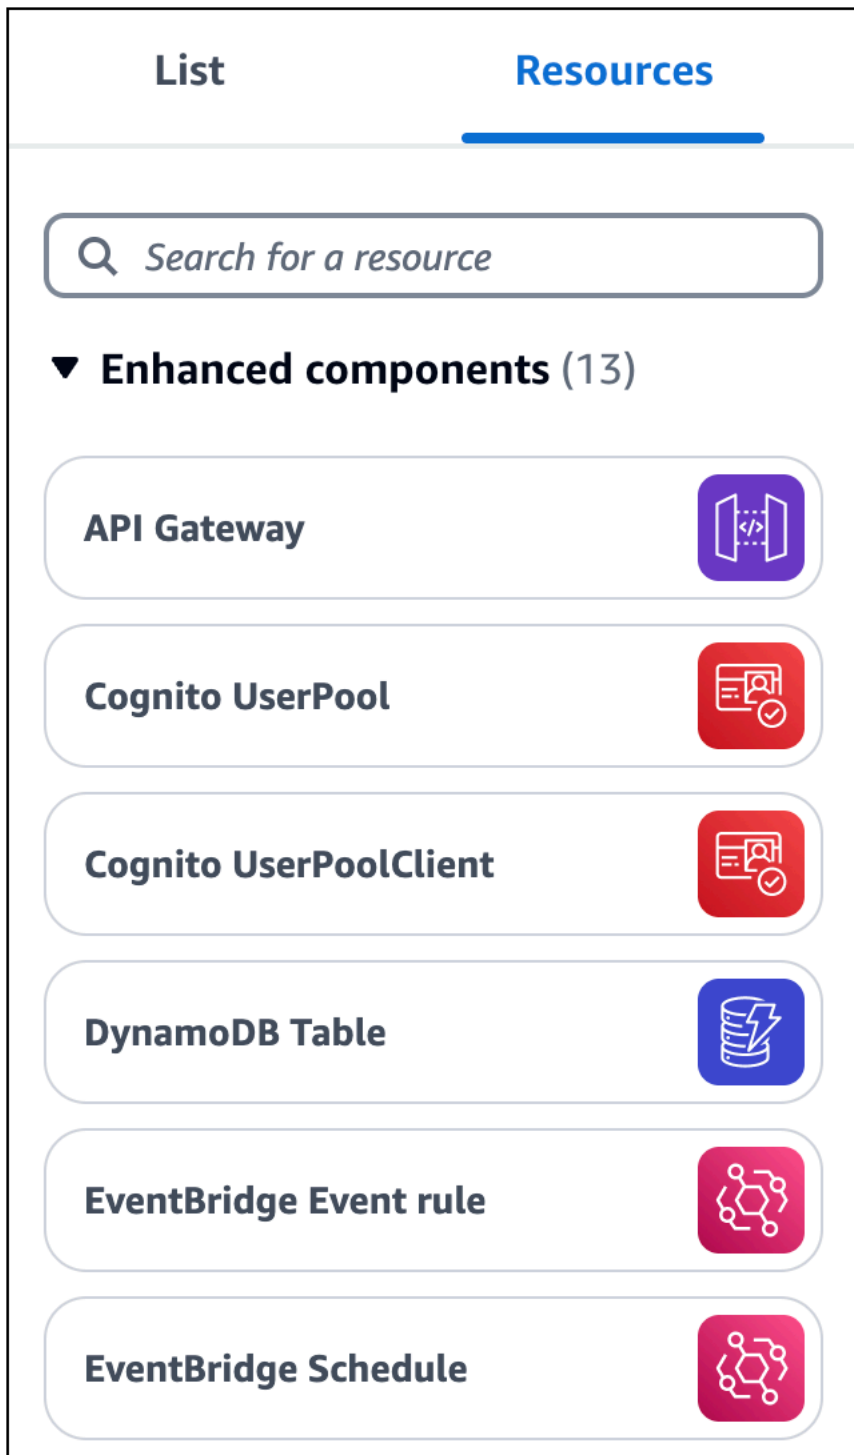 List
Resources
Search for a resource
Enhanced components (13)
API Gateway
</>
Cognito UserPool
Cognito UserPoolClient
DynamoDB Table
EventBridge Event rule
EventBridge Schedule